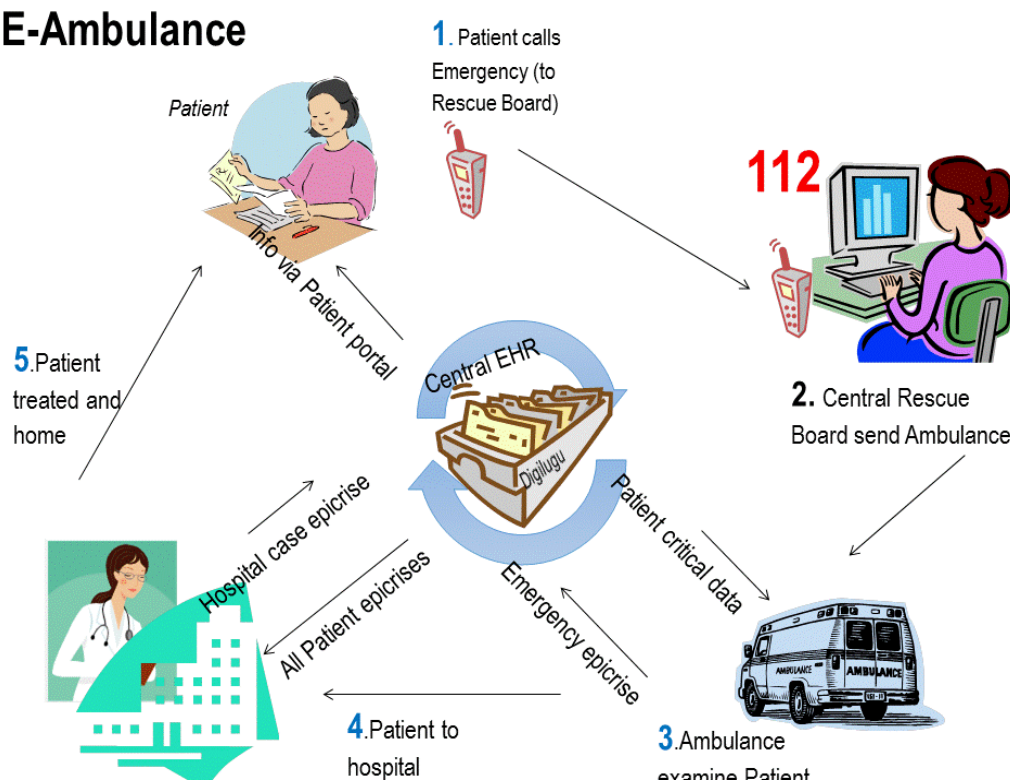 E-Ambulance
1. Patient calls
Emergency (to
Rescue Board)
Patient
112
Info via Patient portal
5.Patient
treated and
home
Central EHR
Digilugu
2. Central Rescue
Board send Ambulance
Hospital case epicrise
All Patient epicrises
Emergency epicrise
Patient critical data
AMBULANCE
AMBULANCE
4.Patient to
hospital
3.Ambulance
examine Patient